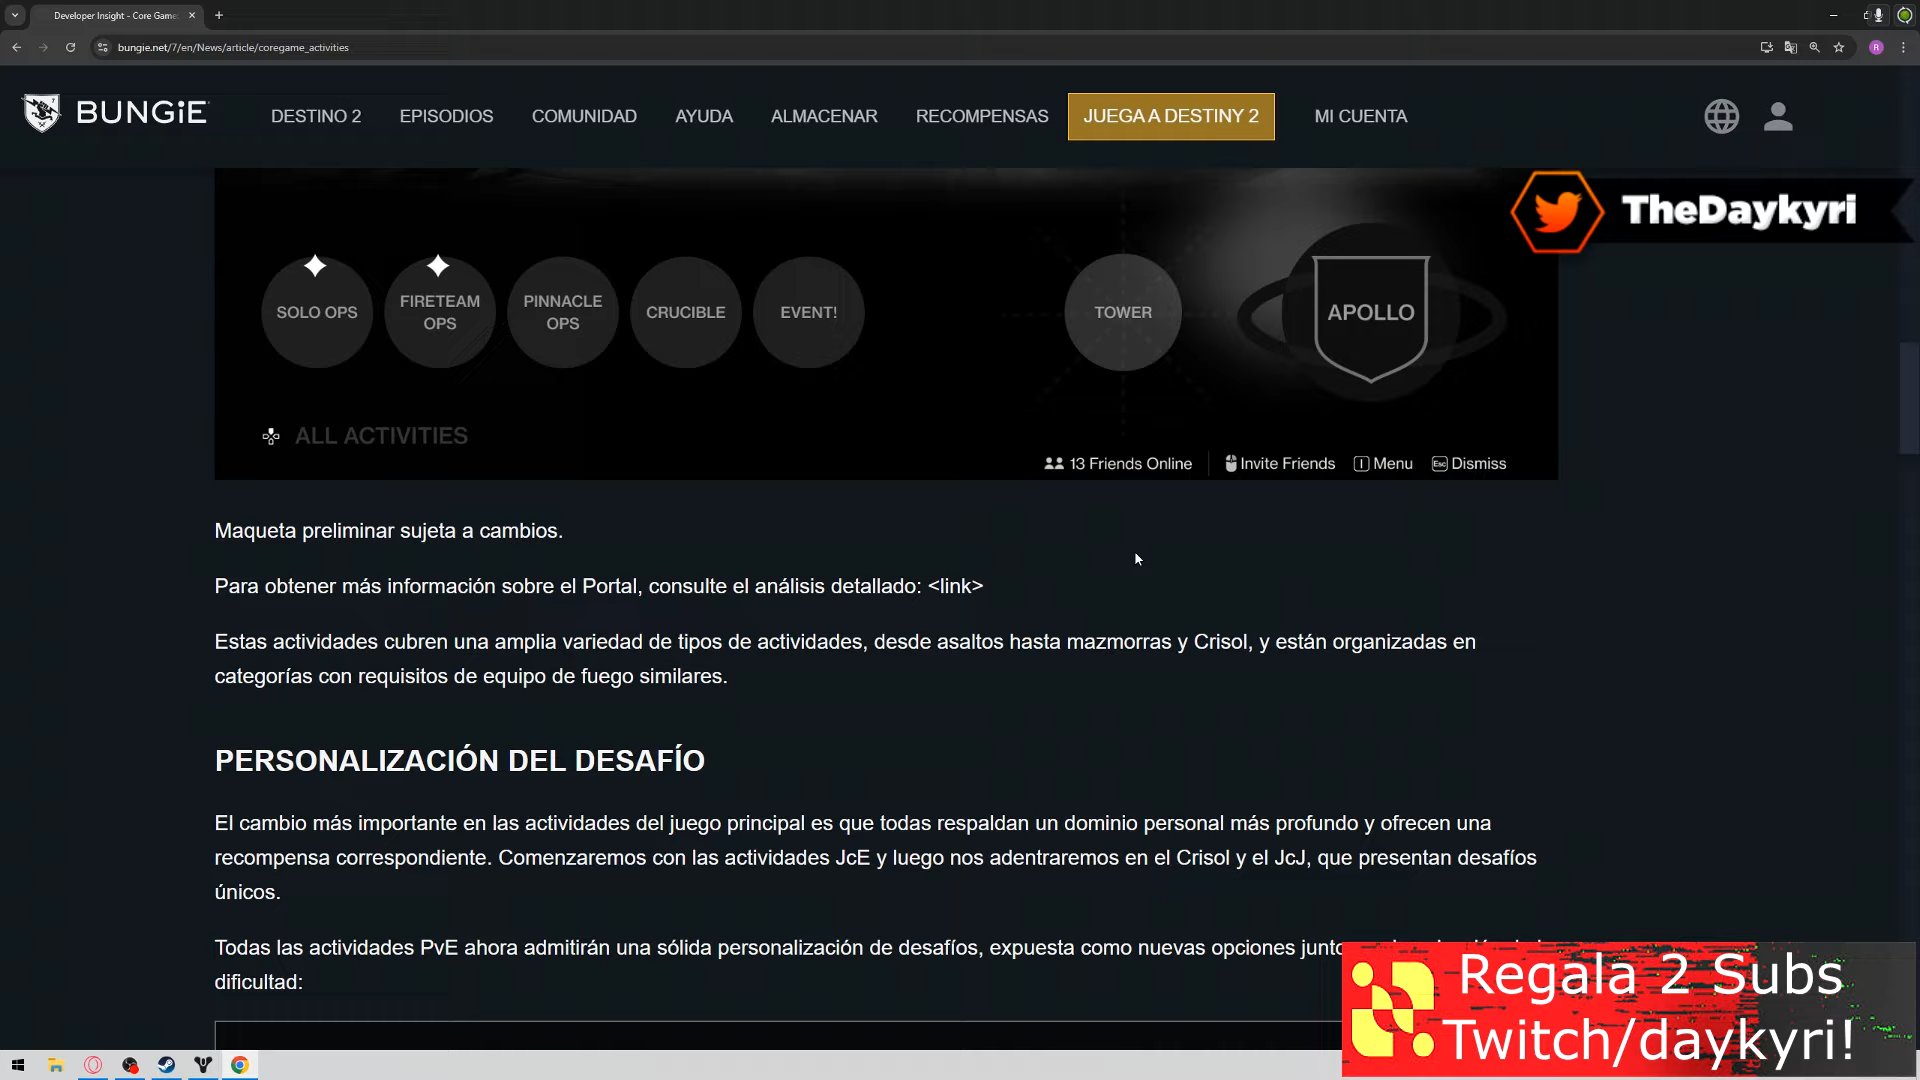 Developer Insight - Core Game
bungie.net/7/en/News/article/coregame_activities
R
BUNGiE
DESTINO 2
EPISODIOS
COMUNIDAD
AYUDA
ALMACENAR
RECOMPENSAS
JUEGA A DESTINY 2
MI CUENTA
TheDaykyri
SOLO OPS
FIRETEAM
OPS
PINNACLE
OPS
CRUCIBLE
EVENT!
TOWER
APOLLO
ALL ACTIVITIES
13 Friends Online
Invite Friends
I Menu
Esc Dismiss
Maqueta preliminar sujeta a cambios.
Para obtener más información sobre el Portal, consulte el análisis detallado: <link>
Estas actividades cubren una amplia variedad de tipos de actividades, desde asaltos hasta mazmorras y Crisol, y están organizadas en
categorías con requisitos de equipo de fuego similares.
PERSONALIZACIÓN DEL DESAFÍO
El cambio más importante en las actividades del juego principal es que todas respaldan un dominio personal más profundo y ofrecen una
recompensa correspondiente. Comenzaremos con las actividades JcE y luego nos adentraremos en el Crisol y el JcJ, que presentan desafíos
únicos.
Todas las actividades PvE ahora admitirán una sólida personalización de desafíos, expuesta como nuevas opciones junto
dificultad:
Regala 2 Subs
Twitch/daykyri!